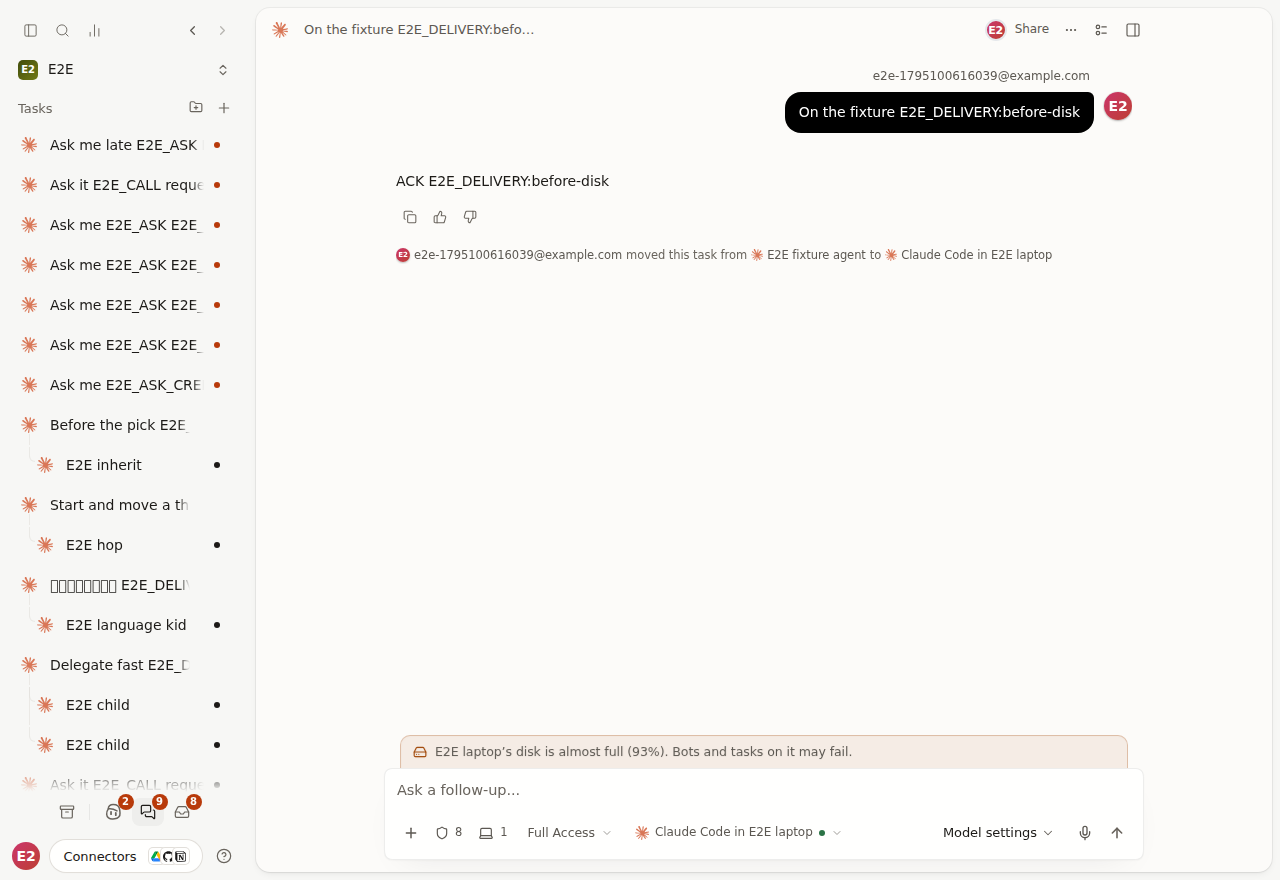 On the fixture E2E_DELIVERY:befo…
E2 Share
E2 E2E
Tasks
Ask me late E2E_ASK
Ask it E2E_CALL reque
Ask me E2E_ASK E2E_
Ask me E2E_ASK E2E_
Ask me E2E_ASK E2E_
Ask me E2E_ASK E2E_
Ask me E2E_ASK_CRE
Before the pick E2E_
E2E inherit
Start and move a th
E2E hop
E2E_DELIV
E2E language kid
Delegate fast E2E_D
E2E child
E2E child
Ask it E2E_CALL reque
2 9 8
E2 Connectors
e2e-1795100616039@example.com
On the fixture E2E_DELIVERY:before-disk
E2
ACK E2E_DELIVERY:before-disk
E2 e2e-1795100616039@example.com moved this task from E2E fixture agent to Claude Code in E2E laptop
E2E laptop’s disk is almost full (93%). Bots and tasks on it may fail.
Ask a follow-up...
8 1 Full Access Claude Code in E2E laptop Model settings